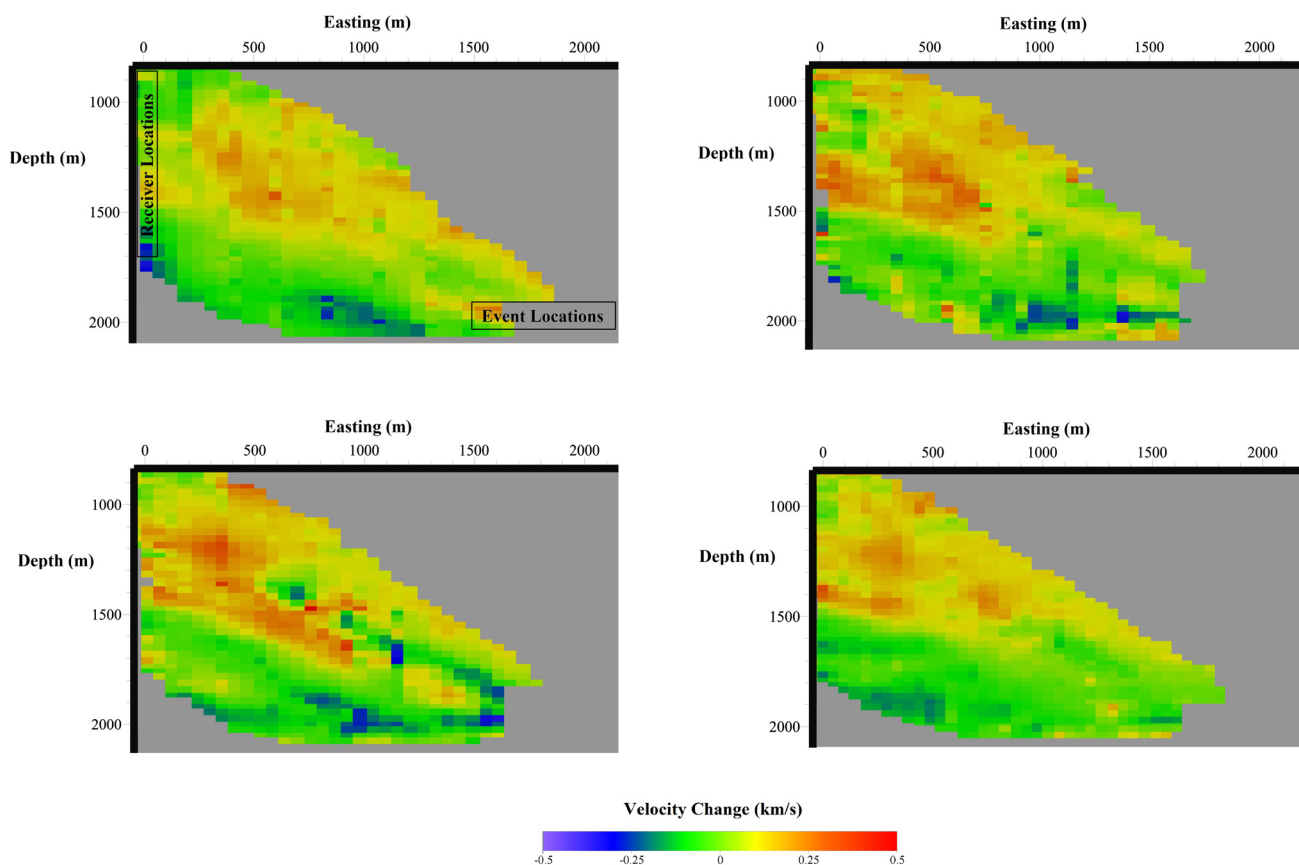 Easting (m)
0 500 1000 1500 2000
Depth (m)
1000
1500
2000
Receiver Locations
Event Locations
Easting (m)
0 500 1000 1500 2000
Depth (m)
1000
1500
2000
Easting (m)
0 500 1000 1500 2000
Depth (m)
1000
1500
2000
Easting (m)
0 500 1000 1500 2000
Depth (m)
1000
1500
2000
Velocity Change (km/s)
-0.5 -0.25 0 0.25 0.5